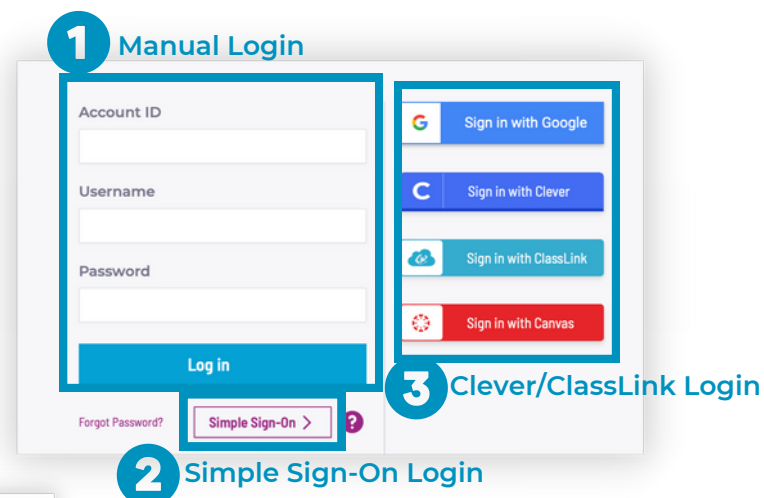 1 Manual Login
Account ID
Username
Password
Log in
Forgot Password?
Simple Sign-On >
?
2 Simple Sign-On Login
G Sign in with Google
C Sign in with Clever
Sign in with ClassLink
Sign in with Canvas
3 Clever/ClassLink Login